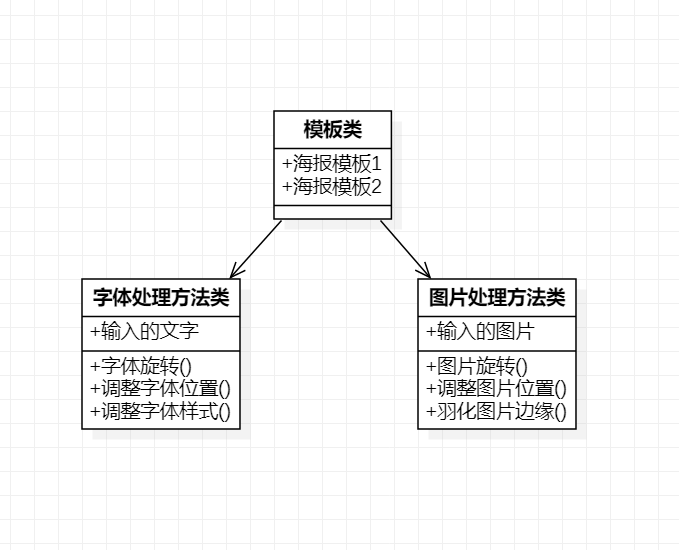 模板类
+海报模板1
+海报模板2
字体处理方法类
+输入的文字
+字体旋转()
+调整字体位置()
+调整字体样式()
图片处理方法类
+输入的图片
+图片旋转()
+调整图片位置()
+羽化图片边缘()